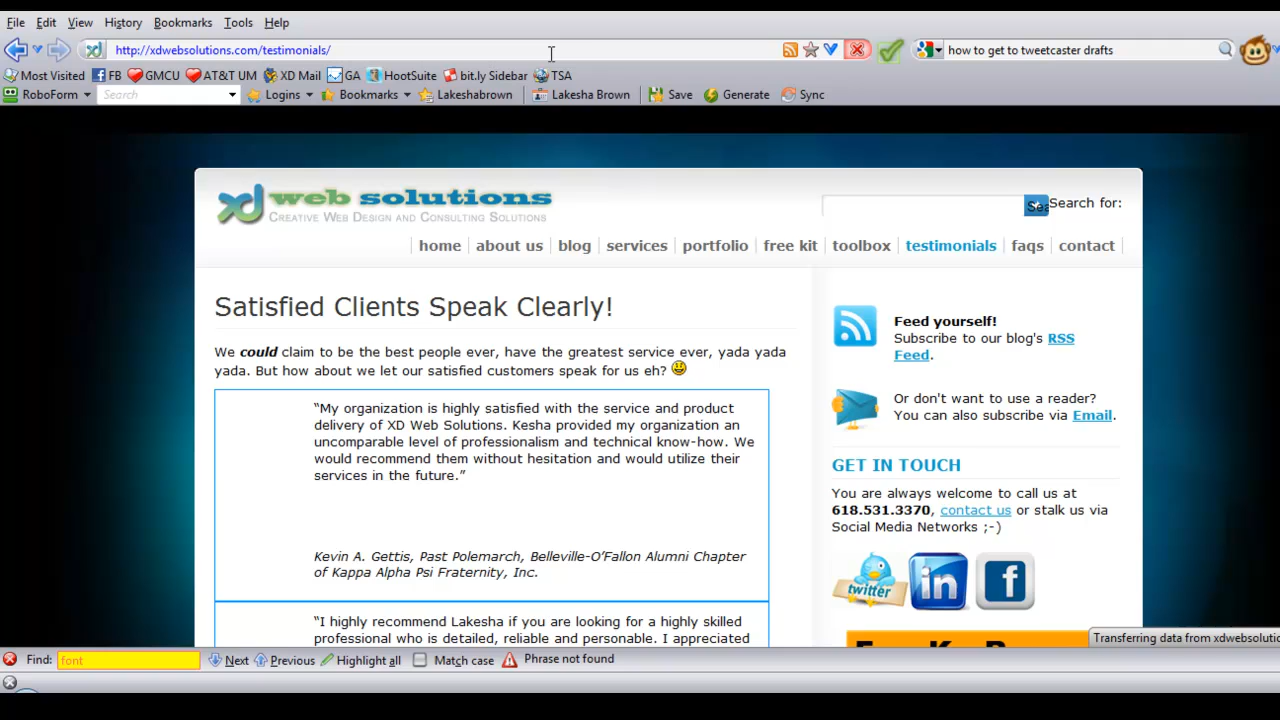 File Edit View History Bookmarks Tools Help
http://xdwebsolutions.com/testimonials/
how to get to tweetcaster drafts
Most Visited FB GMCU AT&T UM XD Mail GA HootSuite bit.ly Sidebar TSA
RoboForm Search Logins Bookmarks Lakeshabrown Lakesha Brown Save Generate Sync
xd web solutions
Creative Web Design and Consulting Solutions
Search for:
home about us blog services portfolio free kit toolbox testimonials faqs contact
Satisfied Clients Speak Clearly!
We could claim to be the best people ever, have the greatest service ever, yada yada
yada. But how about we let our satisfied customers speak for us eh?
“My organization is highly satisfied with the service and product
delivery of XD Web Solutions. Kesha provided my organization an
uncomparable level of professionalism and technical know-how. We
would recommend them without hesitation and would utilize their
services in the future.”
Kevin A. Gettis, Past Polemarch, Belleville-O’Fallon Alumni Chapter
of Kappa Alpha Psi Fraternity, Inc.
“I highly recommend Lakesha if you are looking for a highly skilled
professional who is detailed, reliable and personable. I appreciated
Feed yourself!
Subscribe to our blog's RSS
Feed.
Or don't want to use a reader?
You can also subscribe via Email.
GET IN TOUCH
You are always welcome to call us at
618.531.3370, contact us or stalk us via
Social Media Networks ;-)
twitter in f
Transferring data from xdwebsolutio
Find: font Next Previous Highlight all Match case Phrase not found